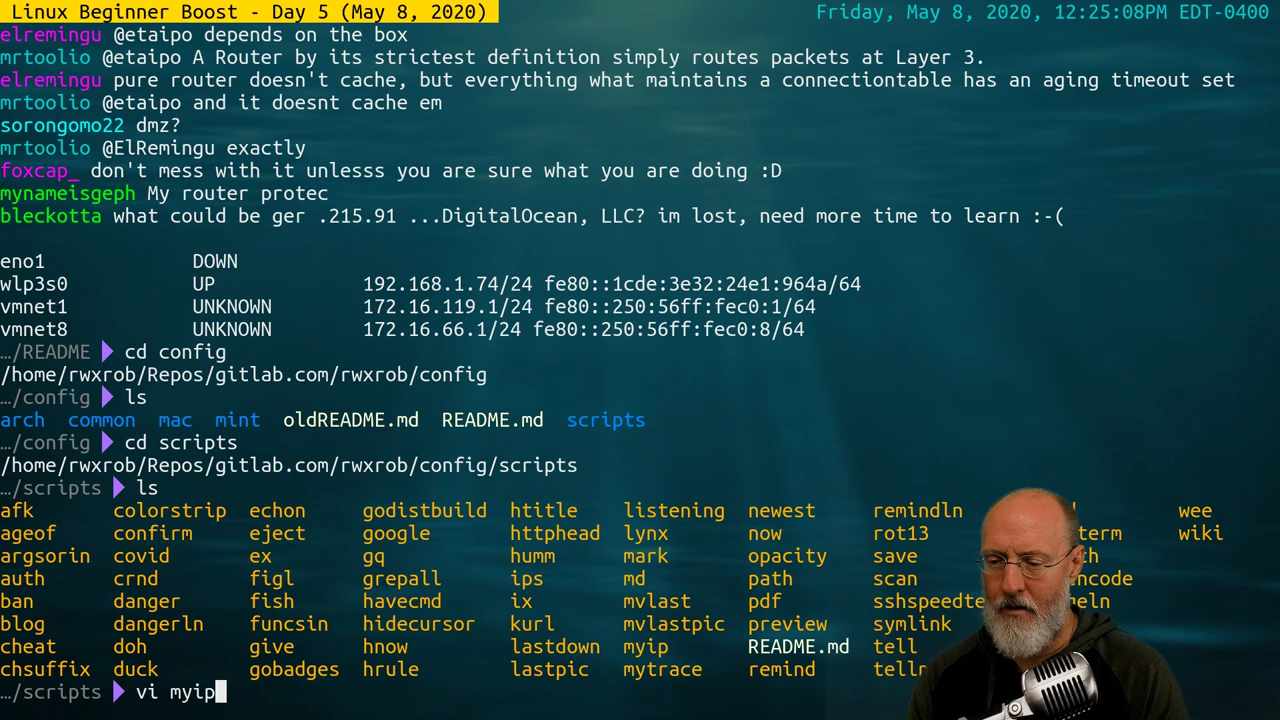 Linux Beginner Boost - Day 5 (May 8, 2020) Friday, May 8, 2020, 12:25:08PM EDT-0400
elremingu @etaipo depends on the box
mrtoolio @etaipo A Router by its strictest definition simply routes packets at Layer 3.
elremingu pure router doesn't cache, but everything what maintains a connectiontable has an aging timeout set
mrtoolio @etaipo and it doesnt cache em
sorongomo22 dmz?
mrtoolio @ElRemingu exactly
foxcap_ don't mess with it unlesss you are sure what you are doing :D
mynameisgeph My router protec
bleckotta what could be ger .215.91 ...DigitalOcean, LLC? im lost, need more time to learn :-(
eno1 DOWN
wlp3s0 UP 192.168.1.74/24 fe80::1cde:3e32:24e1:964a/64
vmnet1 UNKNOWN 172.16.119.1/24 fe80::250:56ff:fec0:1/64
vmnet8 UNKNOWN 172.16.66.1/24 fe80::250:56ff:fec0:8/64
…/README cd config
/home/rwxrob/Repos/gitlab.com/rwxrob/config
…/config ls
arch common mac mint oldREADME.md README.md scripts
…/config cd scripts
/home/rwxrob/Repos/gitlab.com/rwxrob/config/scripts
…/scripts ls
afk colorstrip echon godistbuild htitle listening newest remindln wee
ageof confirm eject google httphead lynx now rot13 term wiki
argsorin covid ex gq humm mark opacity save
auth crnd figl grepall ips md path scan
ban danger fish havecmd ix mvlast pdf
blog dangerln funcsin hidecursor kurl mvlastpic preview symlink
cheat doh give hnow lastdown myip README.md tell
chsuffix duck gobadges hrule lastpic mytrace remind
…/scripts vi myip